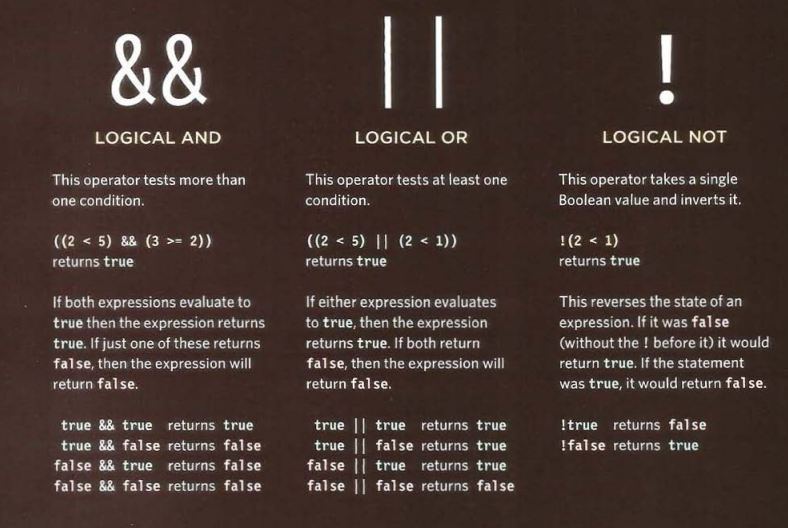 &&
LOGICAL AND
This operator tests more than
one condition.
((2 < 5) && (3 >= 2))
returns true
If both expressions evaluate to
true then the expression returns
true. If just one of these returns
false, then the expression will
return false.
true && true returns true
true && false returns false
false && true returns false
false && false returns false
||
LOGICAL OR
This operator tests at least one
condition.
((2 < 5) || (2 < 1))
returns true
If either expression evaluates
to true, then the expression
returns true. If both return
false, then the expression will
return false.
true || true returns true
true || false returns true
false || true returns true
false || false returns false
!
LOGICAL NOT
This operator takes a single
Boolean value and inverts it.
!(2 < 1)
returns true
This reverses the state of an
expression. If it was false
(without the ! before it) it would
return true. If the statement
was true, it would return false.
!true returns false
!false returns true